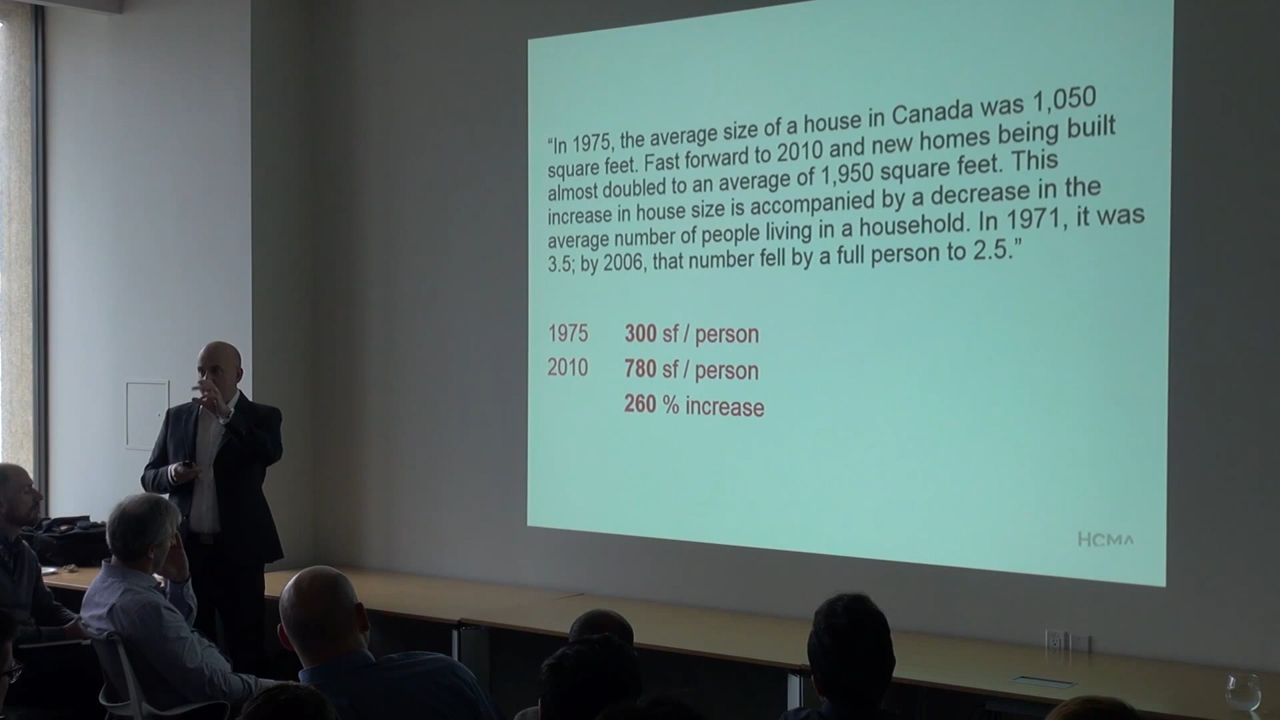 “In 1975, the average size of a house in Canada was 1,050
square feet. Fast forward to 2010 and new homes being built
almost doubled to an average of 1,950 square feet. This
increase in house size is accompanied by a decrease in the
average number of people living in a household. In 1971, it was
3.5; by 2006, that number fell by a full person to 2.5.”
1975 300 sf / person
2010 780 sf / person
260 % increase
HCMA